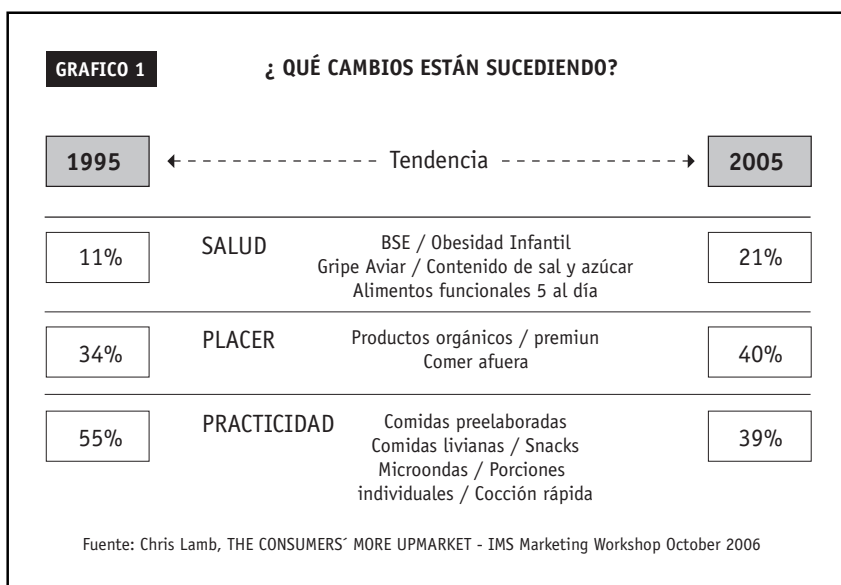 GRAFICO 1
¿ QUÉ CAMBIOS ESTÁN SUCEDIENDO?
1995
Tendencia
2005
11%
SALUD
BSE / Obesidad Infantil
Gripe Aviar / Contenido de sal y azúcar
Alimentos funcionales 5 al día
21%
34%
PLACER
Productos orgánicos / premiun
Comer afuera
40%
55%
PRACTICIDAD
Comidas preelaboradas
Comidas livianas / Snacks
Microondas / Porciones
individuales / Cocción rápida
39%
Fuente: Chris Lamb, THE CONSUMERS´ MORE UPMARKET - IMS Marketing Workshop October 2006